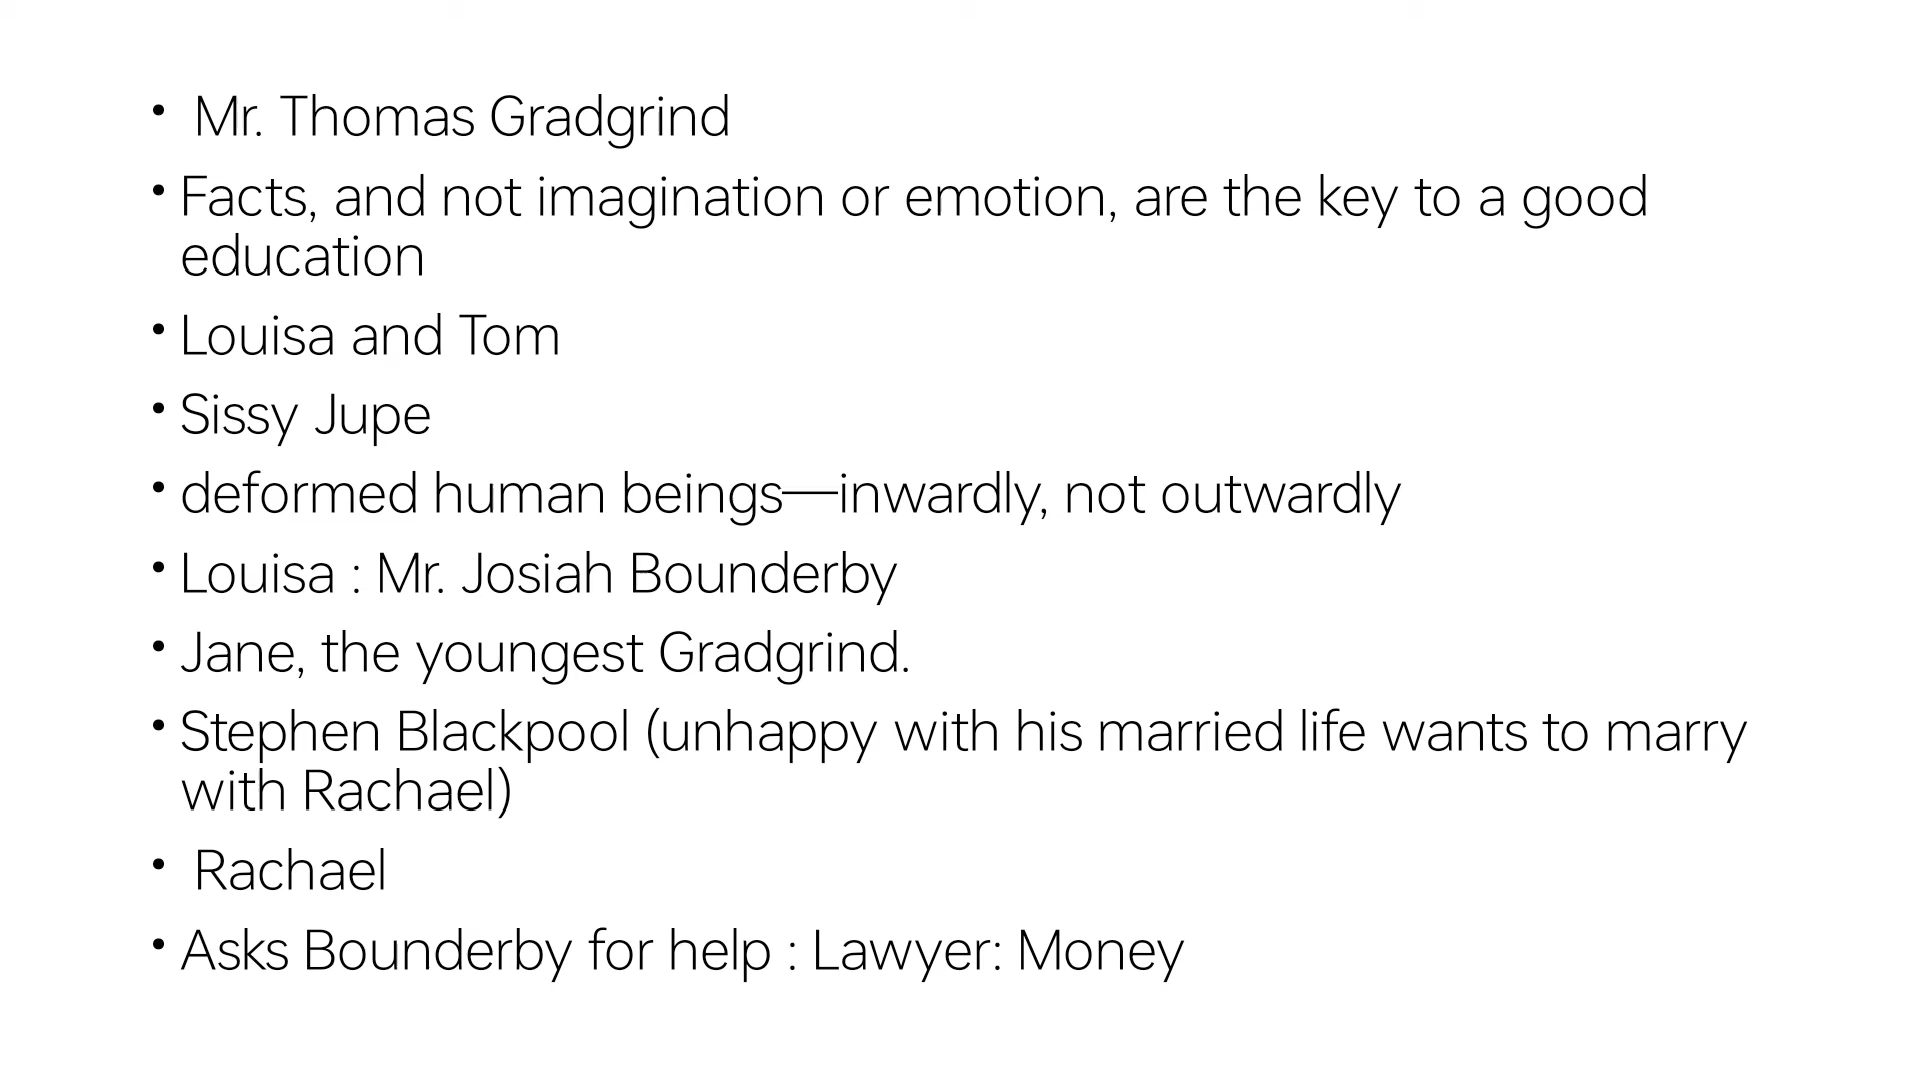 • Mr. Thomas Gradgrind
• Facts, and not imagination or emotion, are the key to a good
education
• Louisa and Tom
• Sissy Jupe
• deformed human beings—inwardly, not outwardly
• Louisa : Mr. Josiah Bounderby
• Jane, the youngest Gradgrind.
• Stephen Blackpool (unhappy with his married life wants to marry
with Rachael)
• Rachael
• Asks Bounderby for help : Lawyer: Money